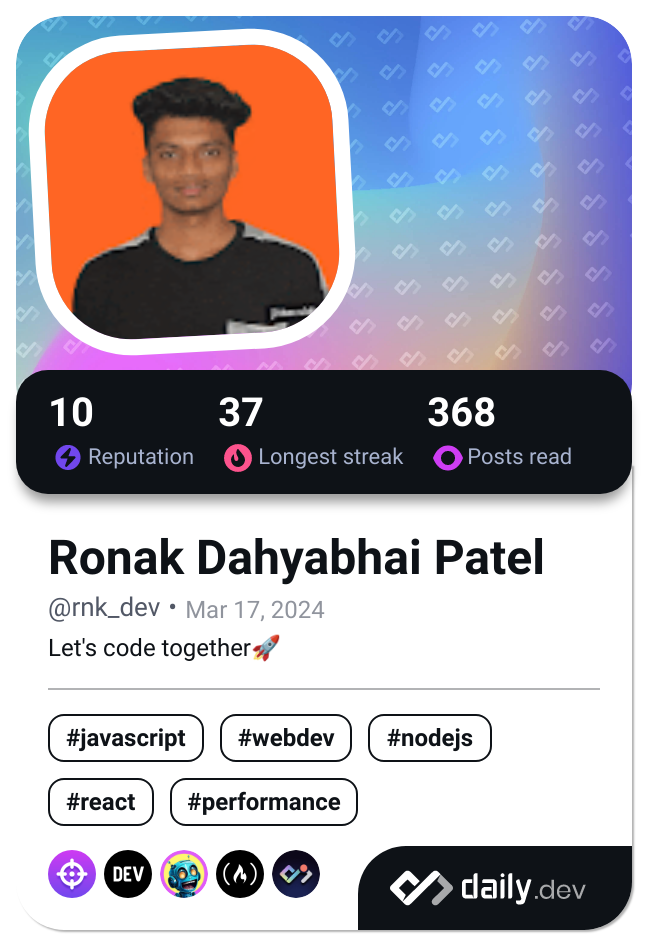 10 37 368
Reputation Longest streak Posts read
Ronak Dahyabhai Patel
@rnk_dev • Mar 17, 2024
Let's code together🚀
#javascript #webdev #nodejs
#react #performance
DEV
daily.dev